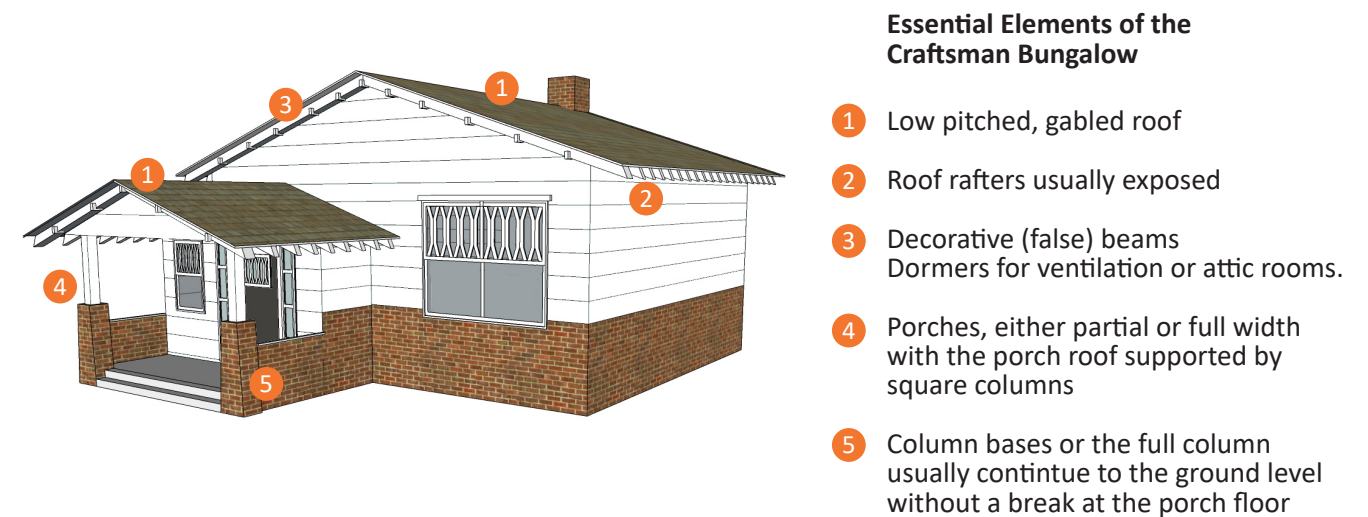 Essential Elements of the
Craftsman Bungalow
1 Low pitched, gabled roof
2 Roof rafters usually exposed
3 Decorative (false) beams
Dormers for ventilation or attic rooms.
4 Porches, either partial or full width
with the porch roof supported by
square columns
5 Column bases or the full column
usually contintue to the ground level
without a break at the porch floor
1
3
1
2
4
5